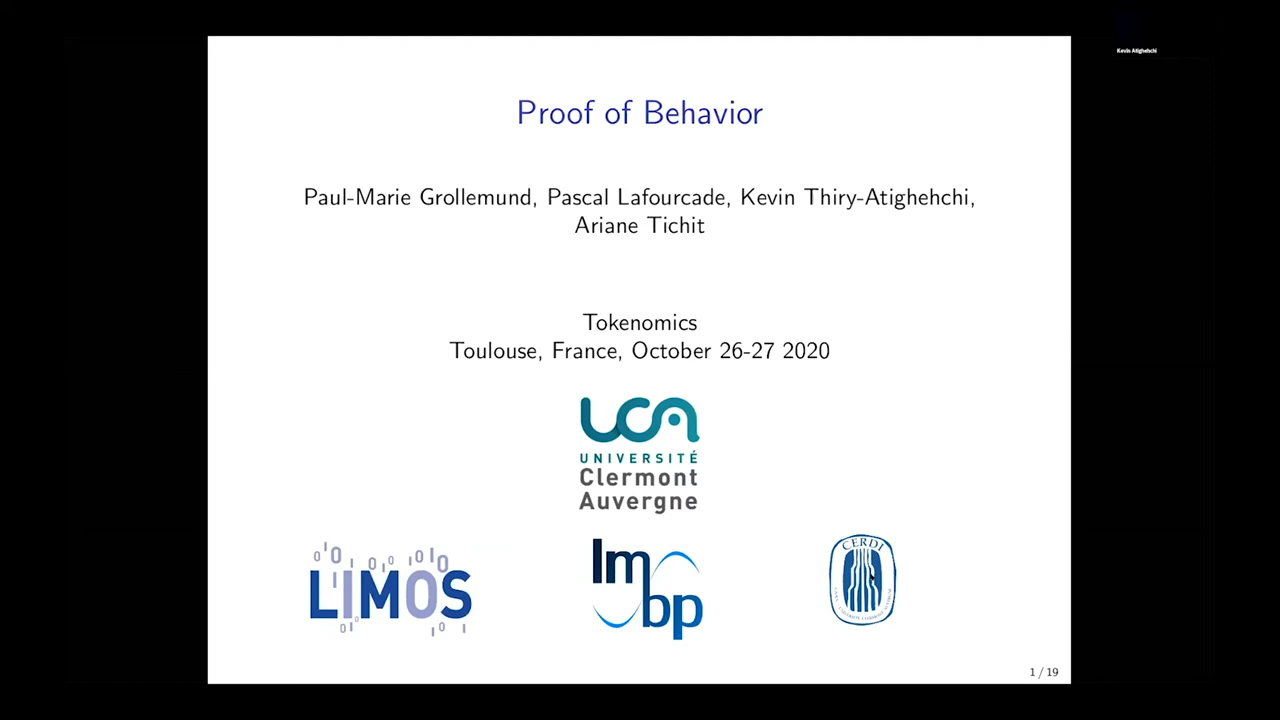 Kevin Atighehchi
Proof of Behavior
Paul-Marie Grollemund, Pascal Lafourcade, Kevin Thiry-Atighehchi,
Ariane Tichit
Tokenomics
Toulouse, France, October 26-27 2020
UCA
UNIVERSITÉ
Clermont
Auvergne
LIMOS
lm
bp
CERDI
1 / 19